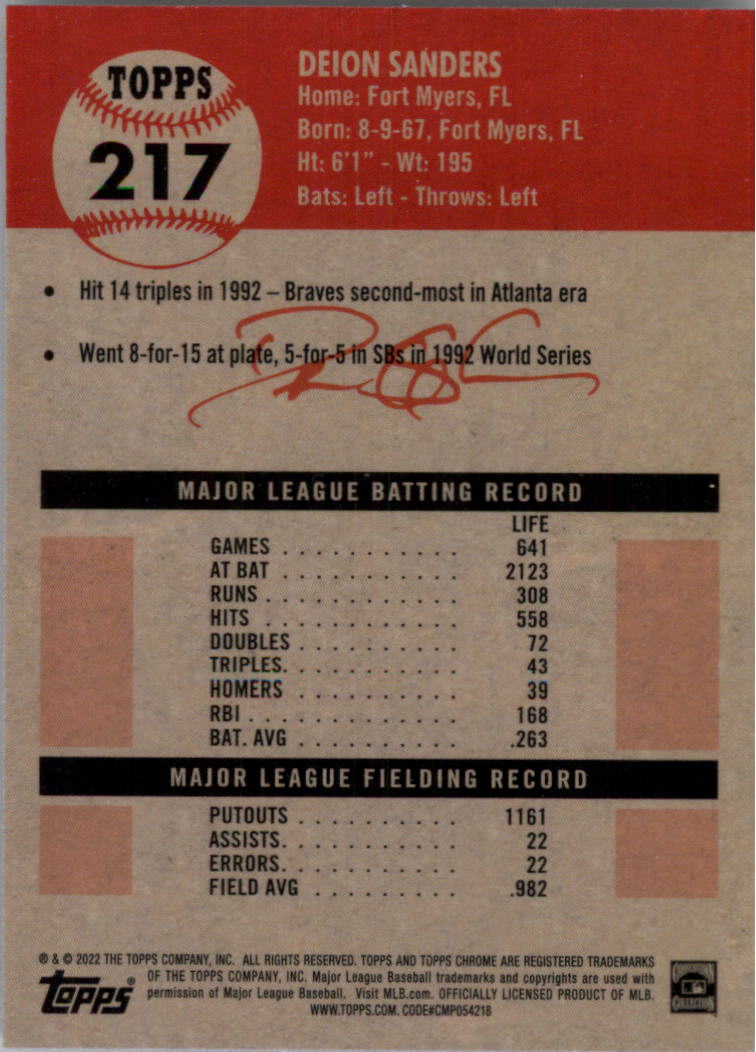 TOPPS
217
DEION SANDERS
Home: Fort Myers, FL
Born: 8-9-67, Fort Myers, FL
Ht: 6'1" - Wt: 195
Bats: Left - Throws: Left
• Hit 14 triples in 1992 – Braves second-most in Atlanta era
• Went 8-for-15 at plate, 5-for-5 in SBs in 1992 World Series
MAJOR LEAGUE BATTING RECORD
LIFE
GAMES . . . . . . . . . . . . 641
AT BAT . . . . . . . . . . . . 2123
RUNS . . . . . . . . . . . . . 308
HITS . . . . . . . . . . . . . 558
DOUBLES . . . . . . . . . . . 72
TRIPLES. . . . . . . . . . . . 43
HOMERS . . . . . . . . . . . 39
RBI . . . . . . . . . . . . . . 168
BAT. AVG . . . . . . . . . . .263
MAJOR LEAGUE FIELDING RECORD
PUTOUTS . . . . . . . . . . . 1161
ASSISTS. . . . . . . . . . . . 22
ERRORS. . . . . . . . . . . . 22
FIELD AVG . . . . . . . . . . .982
® & © 2022 THE TOPPS COMPANY, INC. ALL RIGHTS RESERVED. TOPPS AND TOPPS CHROME ARE REGISTERED TRADEMARKS
OF THE TOPPS COMPANY, INC. Major League Baseball trademarks and copyrights are used with
permission of Major League Baseball. Visit MLB.com. OFFICIALLY LICENSED PRODUCT OF MLB.
WWW.TOPPS.COM. CODE#CMP054218
Topps®